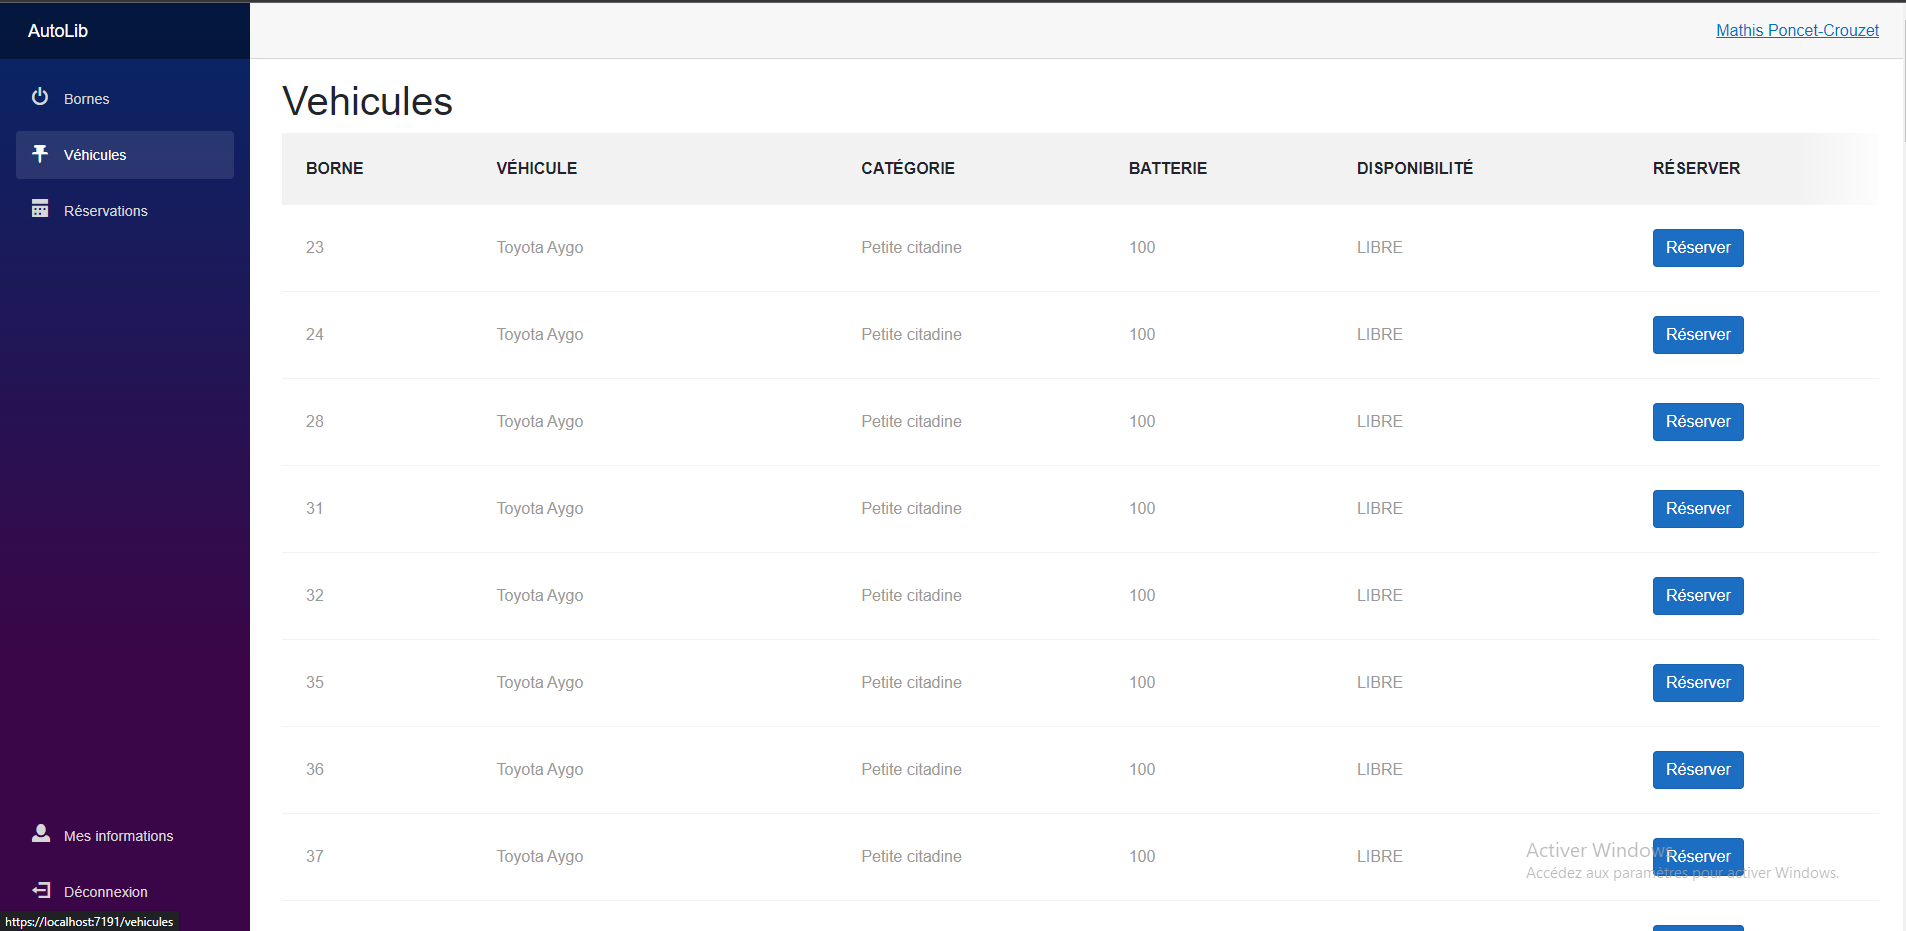 AutoLib
Mathis Poncet-Crouzet
Bornes
Véhicules
Réservations
Vehicules
BORNE VÉHICULE CATÉGORIE BATTERIE DISPONIBILITÉ RÉSERVER
23 Toyota Aygo Petite citadine 100 LIBRE Réserver
24 Toyota Aygo Petite citadine 100 LIBRE Réserver
28 Toyota Aygo Petite citadine 100 LIBRE Réserver
31 Toyota Aygo Petite citadine 100 LIBRE Réserver
32 Toyota Aygo Petite citadine 100 LIBRE Réserver
35 Toyota Aygo Petite citadine 100 LIBRE Réserver
36 Toyota Aygo Petite citadine 100 LIBRE Réserver
37 Toyota Aygo Petite citadine 100 LIBRE Réserver
Activer Windows
Accédez aux paramètres pour activer Windows.
Mes informations
Déconnexion
https://localhost:7191/vehicules